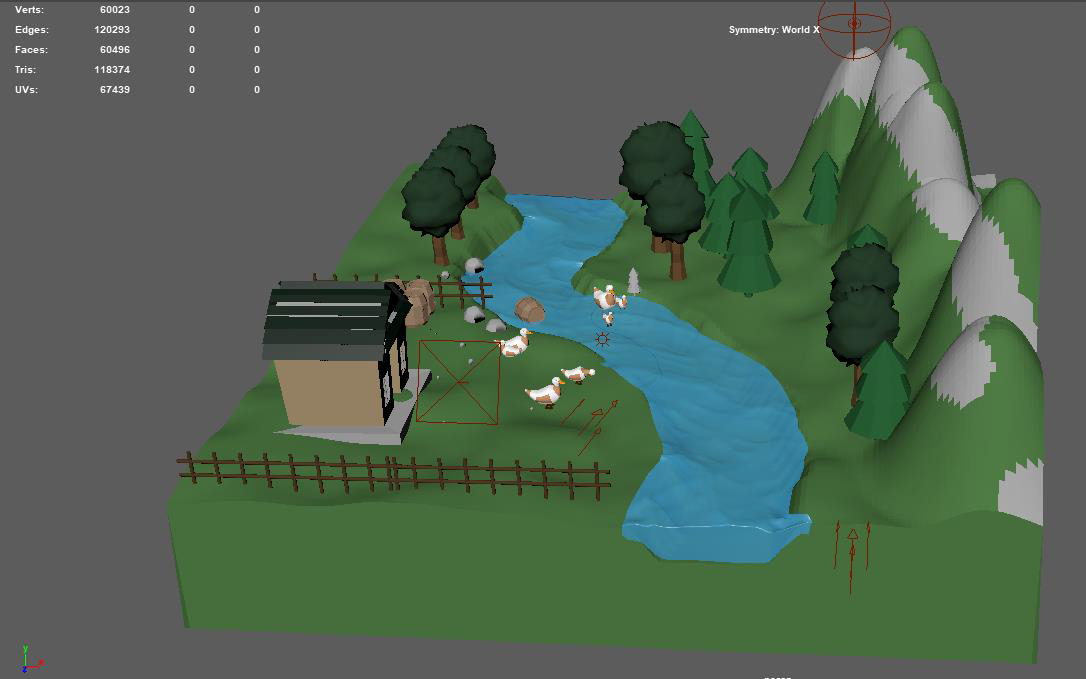 Verts: 60023 0 0
Edges: 120293 0 0
Faces: 60496 0 0
Tris: 118374 0 0
UVs: 67439 0 0
Symmetry: World X
y
x
z